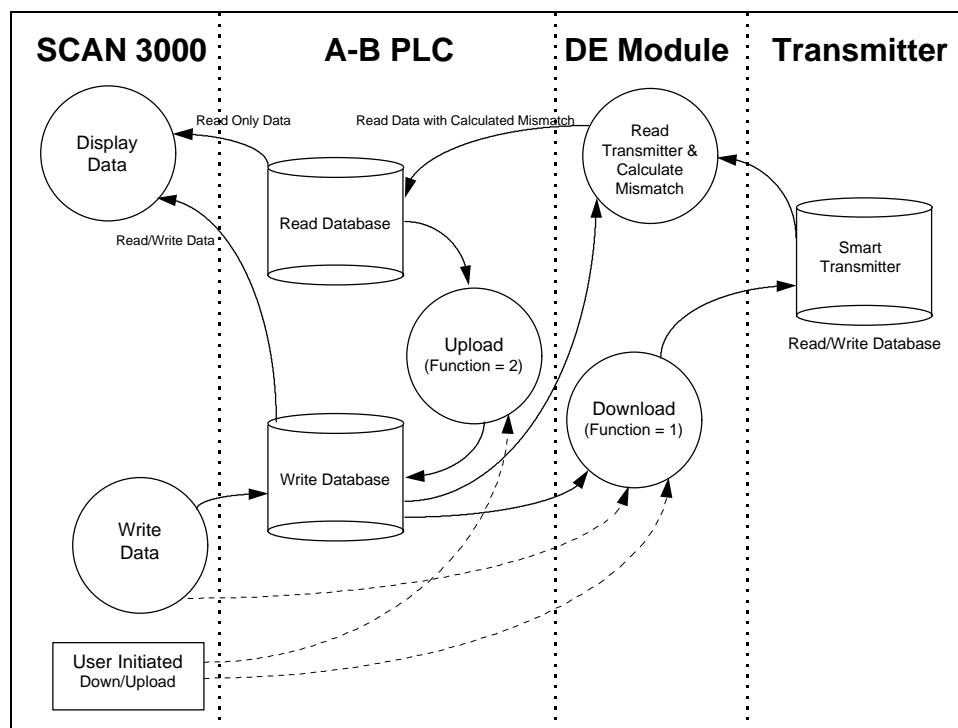 SCAN 3000
A-B PLC
DE Module
Transmitter
Read Only Data
Read Data with Calculated Mismatch
Display
Data
Read
Transmitter &
Calculate
Mismatch
Read Database
Read/Write Data
Smart
Transmitter
Read/Write Database
Upload
(Function = 2)
Download
(Function = 1)
Write Database
Write
Data
User Initiated
Down/Upload